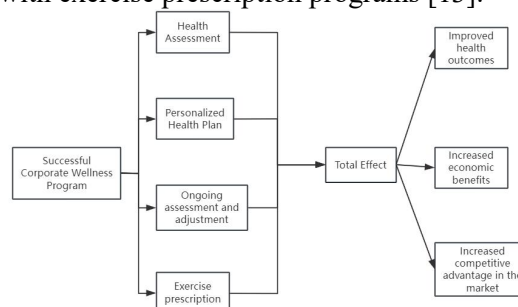 with exercise prescription programs [15].
Health
Assessment
Personalized
Health Plan
Successful
Corporate Wellness
Program
Ongoing
assessment and
adjustment
Exercise
prescription
Total Effect
Improved
health
outcomes
Increased
economic
benefits
Increased
competitive
advantage in the
market